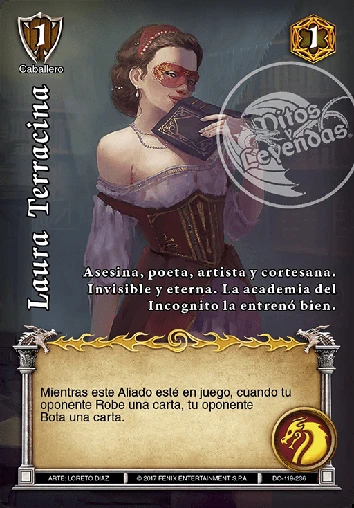 1
Caballero
1
Mitos
y
Leyendas
Laura Terracina
Asesina, poeta, artista y cortesana.
Invisible y eterna. La academia del
Incognito la entrenó bien.
Mientras este Aliado esté en juego, cuando tu
oponente Robe una carta, tu oponente
Bota una carta.
ARTE: LORETO DIAZ © 2017 FENIX ENTERTAINMENT S.P.A. DC-119-236